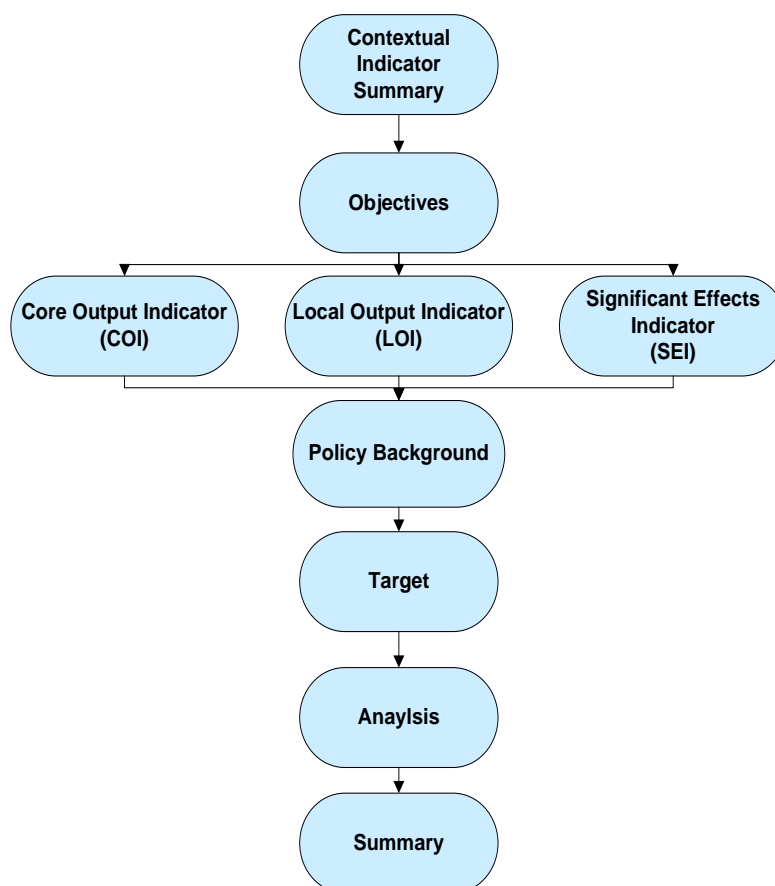 Contextual
Indicator
Summary
Objectives
Core Output Indicator
(COI)
Local Output Indicator
(LOI)
Significant Effects
Indicator
(SEI)
Policy Background
Target
Anaylsis
Summary